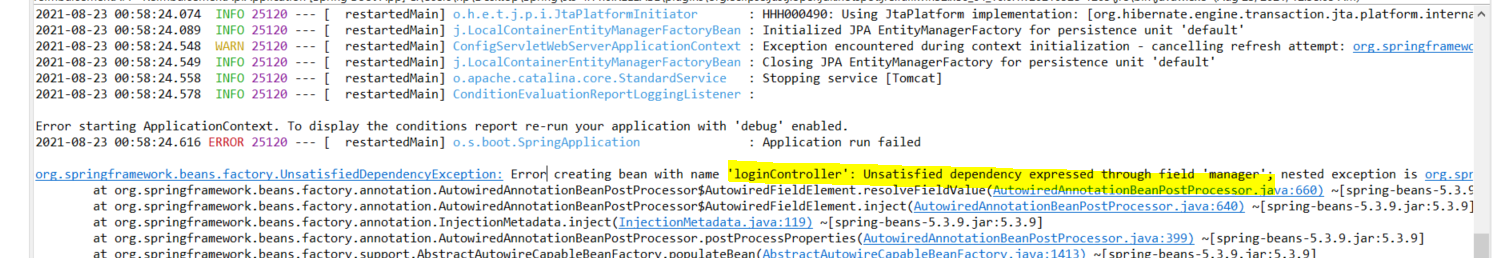 2021-08-23 00:58:24.074  INFO 25120 --- [  restartedMain] o.h.e.t.j.p.i.JtaPlatformInitiator       : HHH000490: Using JtaPlatform implementation: [org.hibernate.engine.transaction.jta.platform.interna
2021-08-23 00:58:24.089  INFO 25120 --- [  restartedMain] j.LocalContainerEntityManagerFactoryBean : Initialized JPA EntityManagerFactory for persistence unit 'default'
2021-08-23 00:58:24.548  WARN 25120 --- [  restartedMain] ConfigServletWebServerApplicationContext : Exception encountered during context initialization - cancelling refresh attempt: org.springframewo
2021-08-23 00:58:24.549  INFO 25120 --- [  restartedMain] j.LocalContainerEntityManagerFactoryBean : Closing JPA EntityManagerFactory for persistence unit 'default'
2021-08-23 00:58:24.558  INFO 25120 --- [  restartedMain] o.apache.catalina.core.StandardService   : Stopping service [Tomcat]
2021-08-23 00:58:24.578  INFO 25120 --- [  restartedMain] ConditionEvaluationReportLoggingListener :
Error starting ApplicationContext. To display the conditions report re-run your application with 'debug' enabled.
2021-08-23 00:58:24.616 ERROR 25120 --- [  restartedMain] o.s.boot.SpringApplication               : Application run failed
org.springframework.beans.factory.UnsatisfiedDependencyException: Error creating bean with name 'loginController': Unsatisfied dependency expressed through field 'manager'; nested exception is org.spr
at org.springframework.beans.factory.annotation.AutowiredAnnotationBeanPostProcessor$AutowiredFieldElement.resolveFieldValue(AutowiredAnnotationBeanPostProcessor.java:660) ~[spring-beans-5.3.9
at org.springframework.beans.factory.annotation.AutowiredAnnotationBeanPostProcessor$AutowiredFieldElement.inject(AutowiredAnnotationBeanPostProcessor.java:640) ~[spring-beans-5.3.9.jar:5.3.9]
at org.springframework.beans.factory.annotation.InjectionMetadata.inject(InjectionMetadata.java:119) ~[spring-beans-5.3.9.jar:5.3.9]
at org.springframework.beans.factory.annotation.AutowiredAnnotationBeanPostProcessor.postProcessProperties(AutowiredAnnotationBeanPostProcessor.java:399) ~[spring-beans-5.3.9.jar:5.3.9]
at org.springframework.beans.factory.support.AbstractAutowireCapableBeanFactory.populateBean(AbstractAutowireCapableBeanFactory.java:1413) ~[spring-beans-5.3.9.jar:5.3.9]